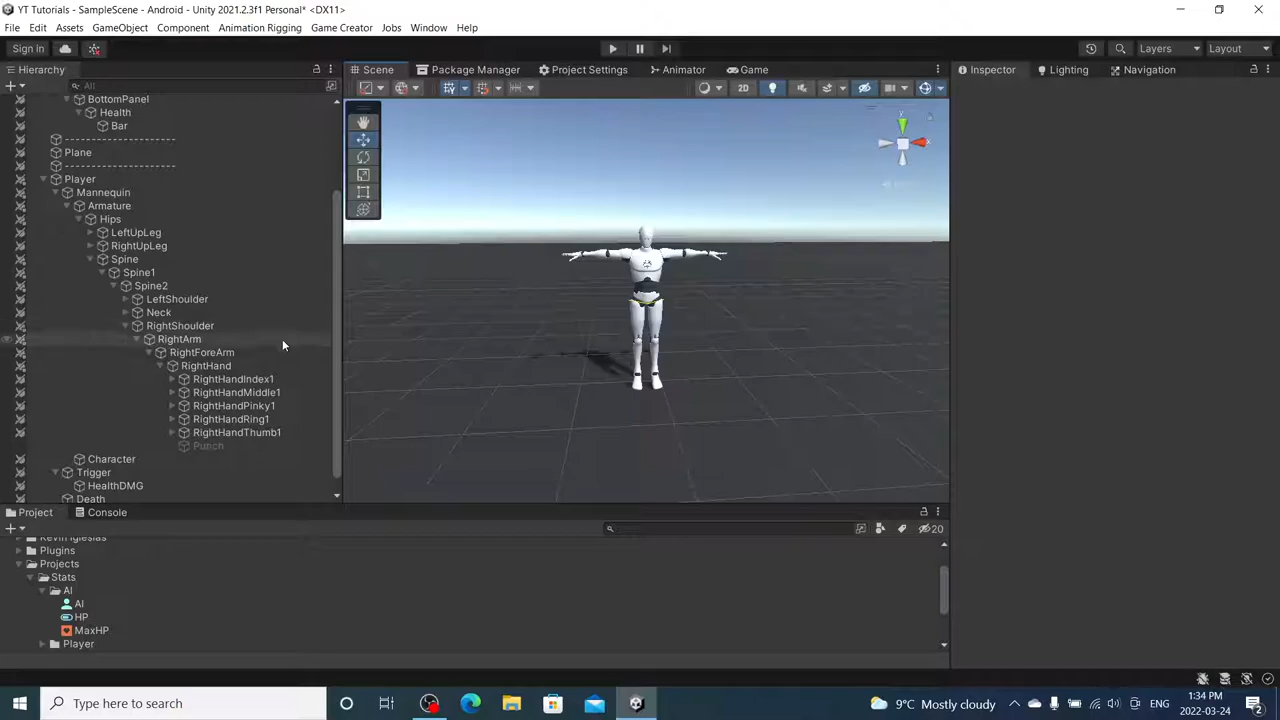 YT Tutorials - SampleScene - Android - Unity 2021.2.3f1 Personal* <DX11>
File Edit Assets GameObject Component Animation Rigging Game Creator Jobs Window Help
Sign in
Layers Layout
Hierarchy
Scene Package Manager Project Settings Animator Game
Inspector Lighting Navigation
All
2D
BottomPanel
Health
Bar
--------------------
Plane
--------------------
Player
Mannequin
Armature
Hips
LeftUpLeg
RightUpLeg
Spine
Spine1
Spine2
LeftShoulder
Neck
RightShoulder
RightArm
RightForeArm
RightHand
RightHandIndex1
RightHandMiddle1
RightHandPinky1
RightHandRing1
RightHandThumb1
Punch
Character
Trigger
HealthDMG
Death
y
x
Project Console
20
Kevin Iglesias
Plugins
Projects
Stats
AI
AI
HP
MaxHP
Player
Type here to search
9°C Mostly cloudy
ENG
1:34 PM
2022-03-24
2